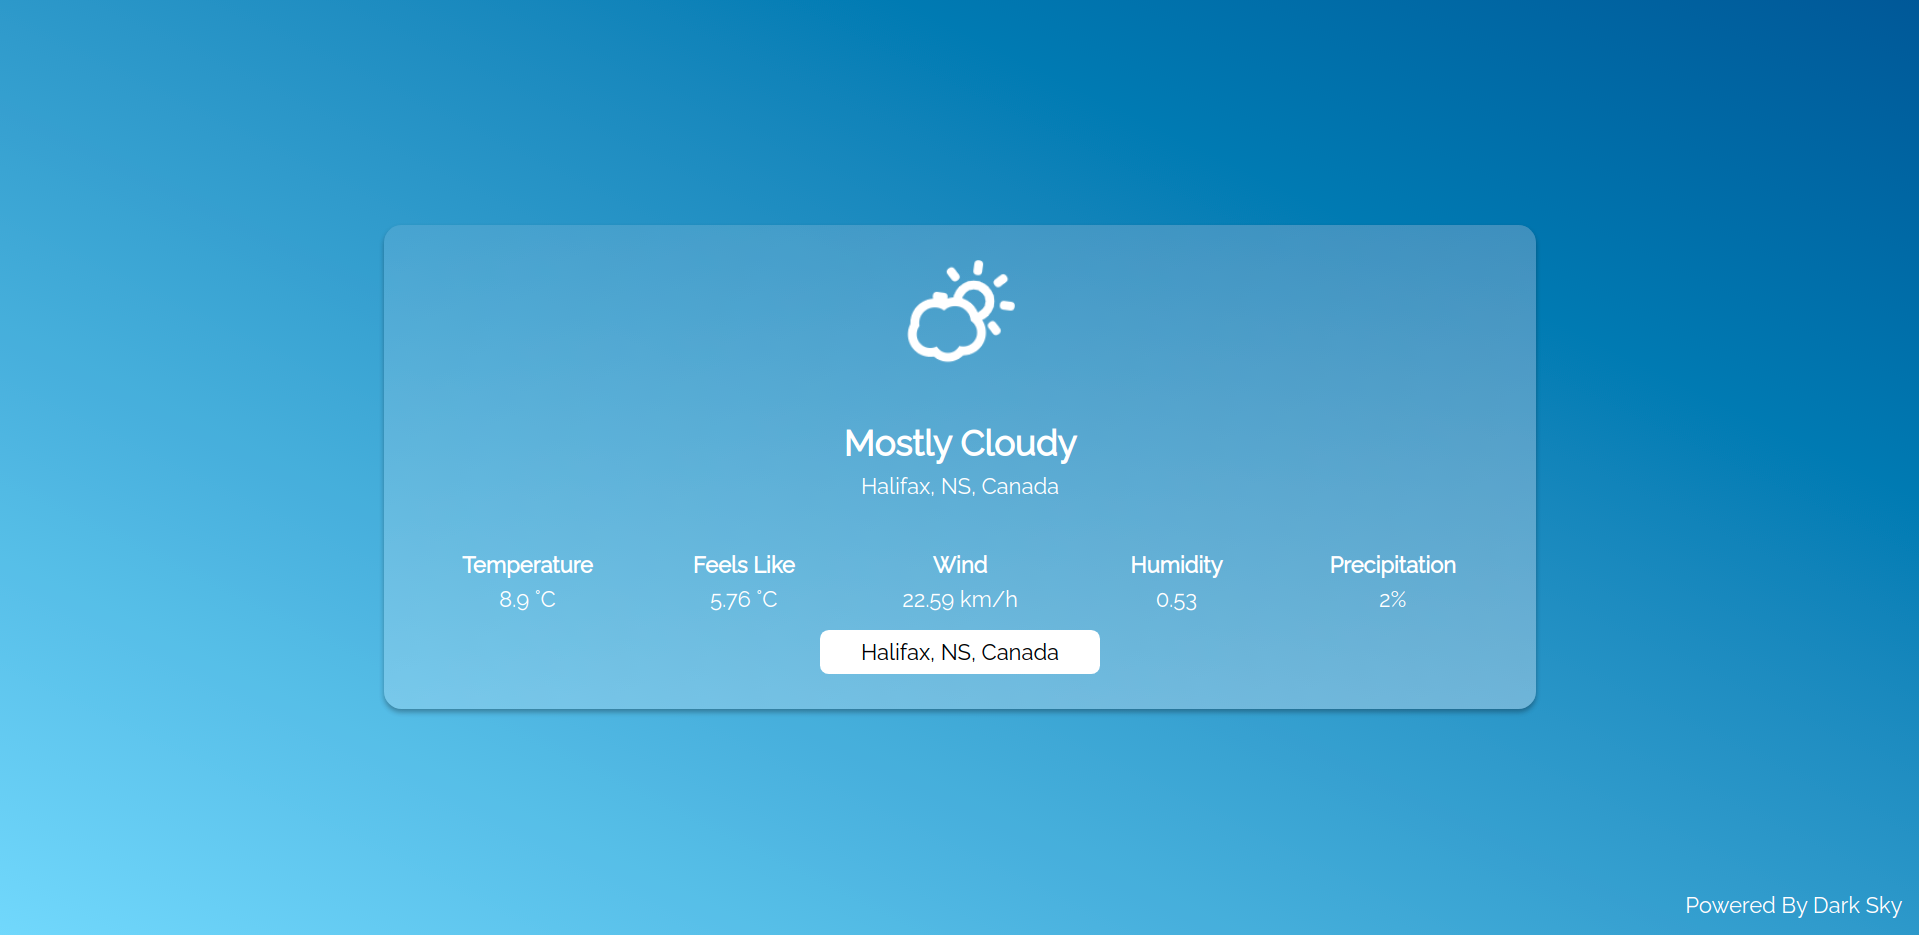 Mostly Cloudy
Halifax, NS, Canada
Temperature Feels Like Wind Humidity Precipitation
8.9 °C 5.76 °C 22.59 km/h 0.53 2%
Halifax, NS, Canada
Powered By Dark Sky